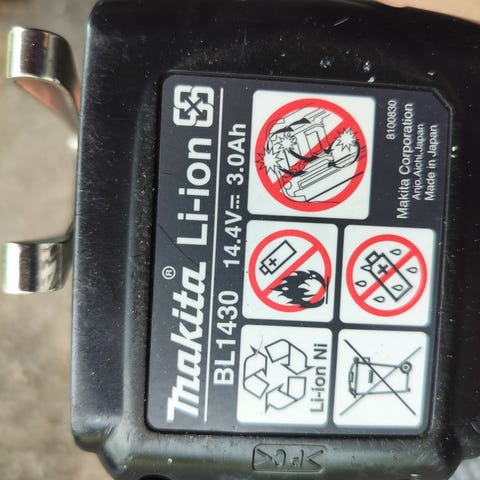 makita® Li-ion
BL1430 14.4V⎓ 3.0Ah
Li-ion Ni
8100830
Makita Corporation
Anjo,Aichi,Japan
Made in Japan